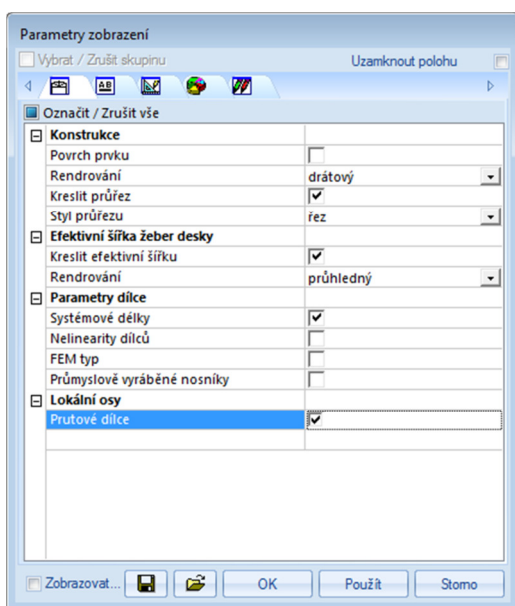 Parametry zobrazení
Vybrat / Zrušit skupinu Uzamknout polohu
AB
Označit / Zrušit vše
Konstrukce
Povrch prvku
Rendrování drátový
Kreslit průřez
Styl průřezu řez
Efektivní šířka žeber desky
Kreslit efektivní šířku
Rendrování průhledný
Parametry dílce
Systémové délky
Nelinearity dílců
FEM typ
Průmyslově vyráběné nosníky
Lokální osy
Prutové dílce
Zobrazovat... OK Použít Storno